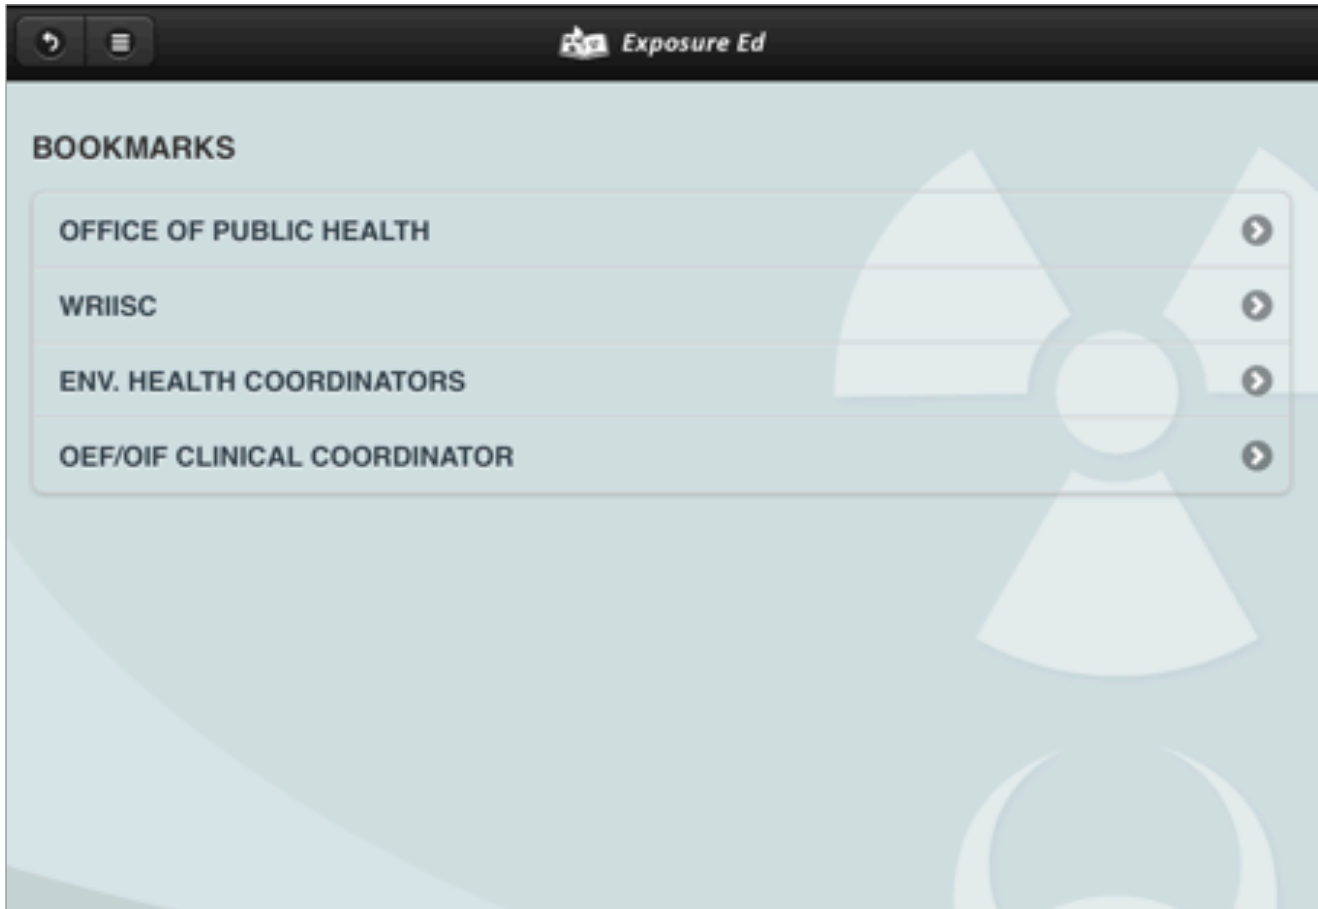 Exposure Ed
BOOKMARKS
OFFICE OF PUBLIC HEALTH
WRIISC
ENV. HEALTH COORDINATORS
OEF/OIF CLINICAL COORDINATOR